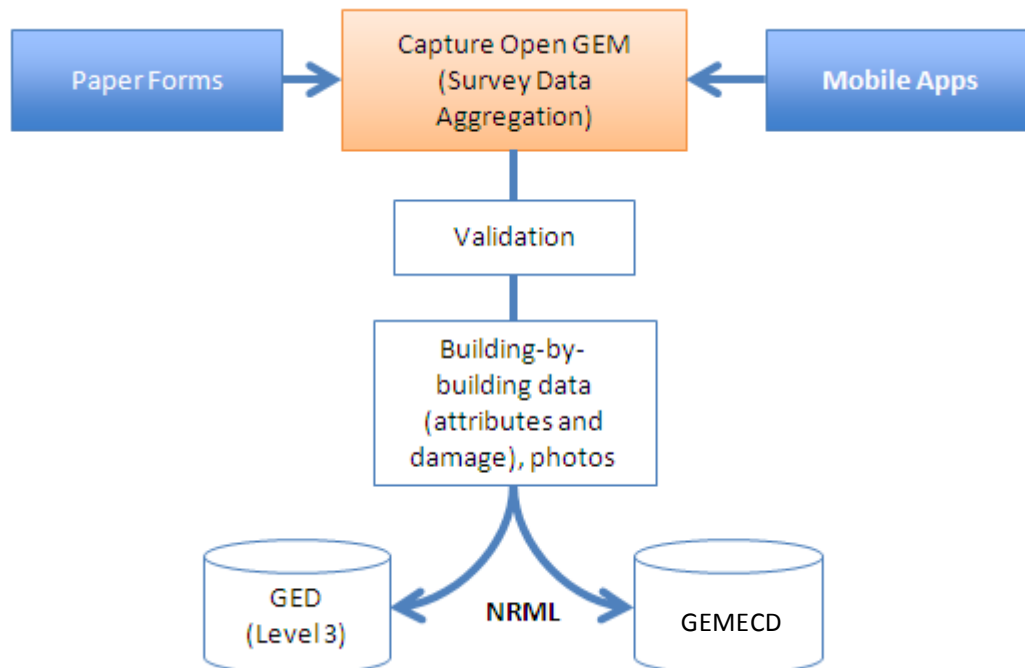 Paper Forms
Capture Open GEM
(Survey Data
Aggregation)
Mobile Apps
Validation
Building-by-
building data
(attributes and
damage), photos
GED
(Level 3)
NRML
GEMECD